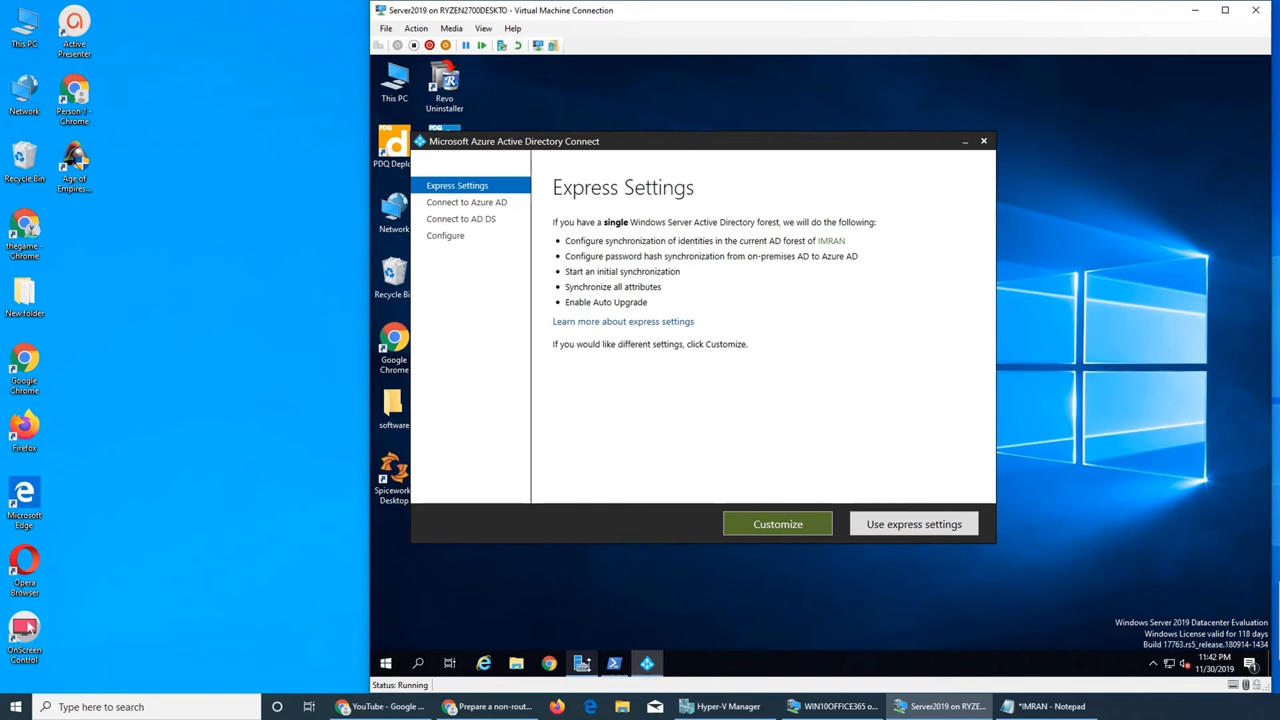 This PC
Active
Presenter
Network
Person 1 -
Chrome
Recycle Bin
Age of
Empires...
thegame -
Chrome
New folder
Google
Chrome
Firefox
Microsoft
Edge
Opera
Browser
OnScreen
Control
Server2019 on RYZEN2700DESKTO - Virtual Machine Connection
File Action Media View Help
This PC
Revo
Uninstaller
PDQ Deplo
Network
Recycle Bi
Google
Chrome
software
Spicework
Desktop
Microsoft Azure Active Directory Connect
Express Settings
Connect to Azure AD
Connect to AD DS
Configure
Express Settings
If you have a single Windows Server Active Directory forest, we will do the following:
• Configure synchronization of identities in the current AD forest of IMRAN
• Configure password hash synchronization from on-premises AD to Azure AD
• Start an initial synchronization
• Synchronize all attributes
• Enable Auto Upgrade
Learn more about express settings
If you would like different settings, click Customize.
Customize
Use express settings
Windows Server 2019 Datacenter Evaluation
Windows License valid for 118 days
Build 17763.rs5_release.180914-1434
11:42 PM
11/30/2019
Status: Running
Type here to search
YouTube - Google ...
Prepare a non-rout...
Hyper-V Manager
WIN10OFFICE365 o...
Server2019 on RYZE...
*IMRAN - Notepad